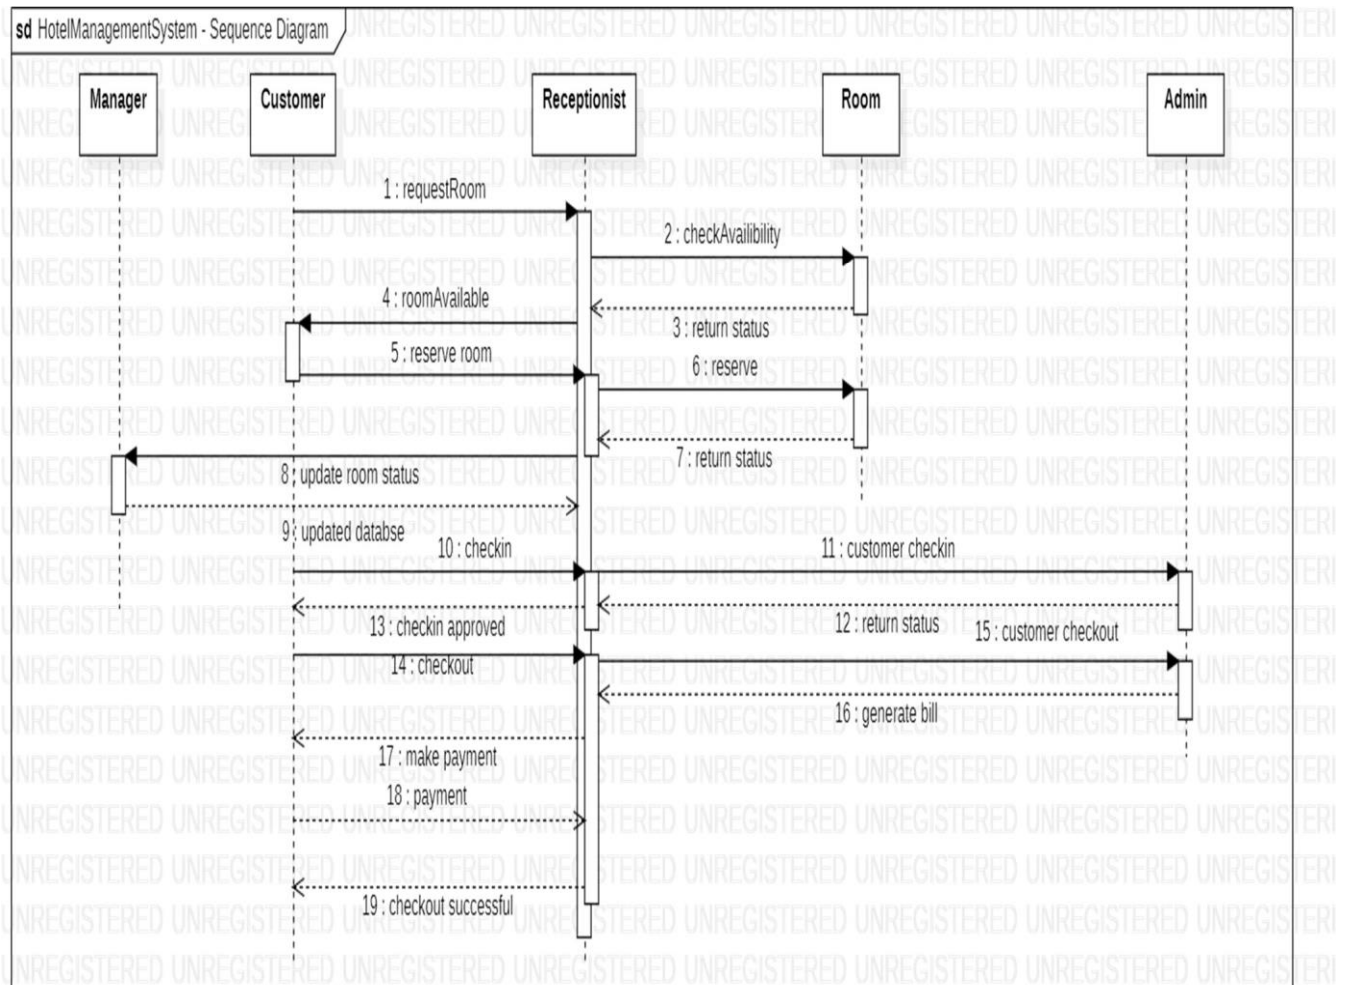 sd HotelManagementSystem - Sequence Diagram
Manager
Customer
Receptionist
Room
Admin
1 : requestRoom
2 : checkAvailibility
4 : roomAvailable
3 : return status
5 : reserve room
6 : reserve
7 : return status
8 : update room status
9 : updated databse
10 : checkin
11 : customer checkin
13 : checkin approved
12 : return status
15 : customer checkout
14 : checkout
16 : generate bill
17 : make payment
18 : payment
19 : checkout successful
UNREGISTERED